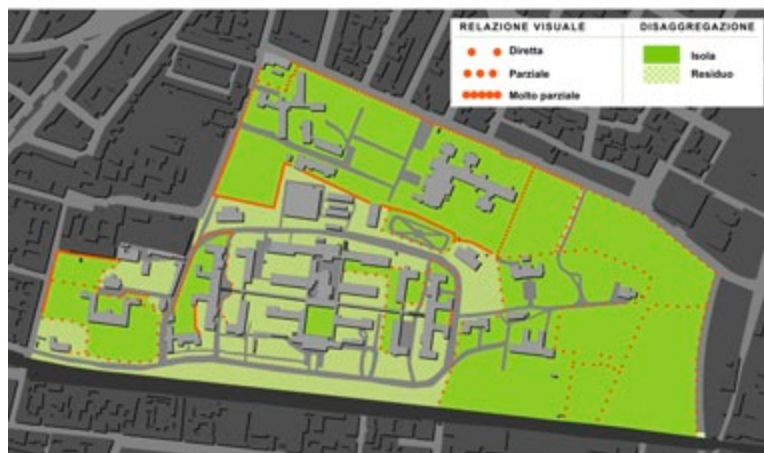 RELAZIONE VISUALE
Diretta
Parziale
Molto parziale
DISAGGREGAZIONE
Isola
Residuo